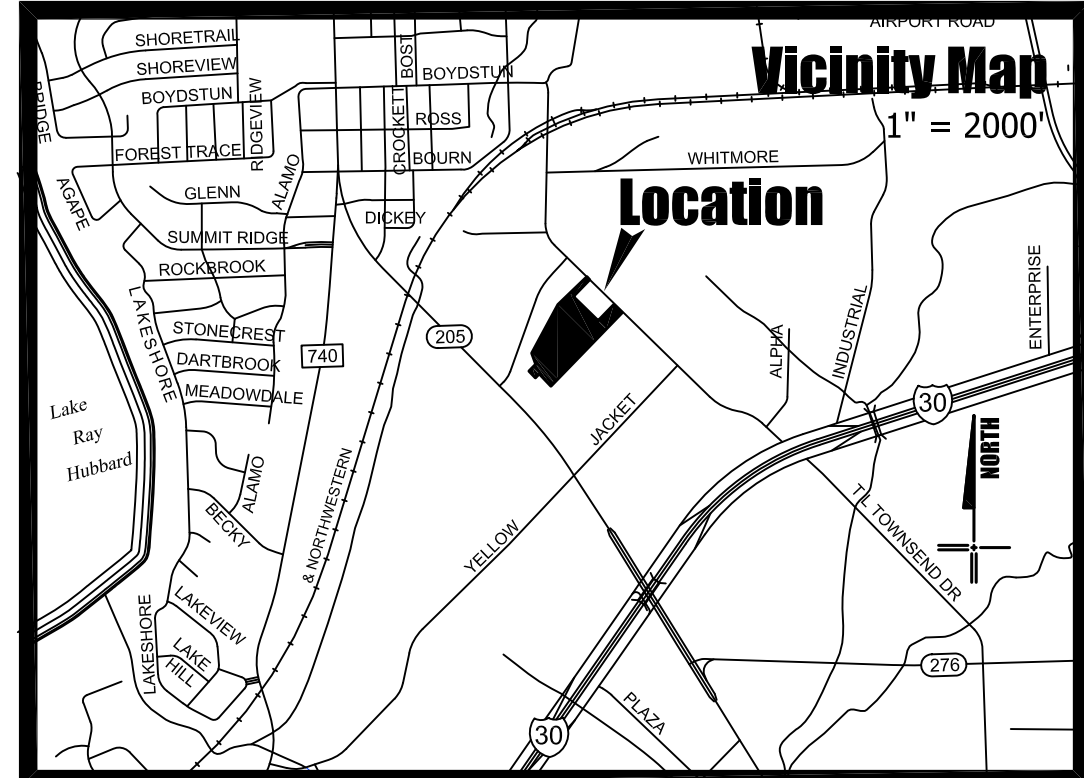 AIRPORT ROAD
Vicinity Map
1" = 2000'
SHORETRAIL
SHOREVIEW
BOYDSTUN
RIDGEVIEW
BRIDGE
FOREST TRACE
AGAPE
GLENN
ALAMO
SUMMIT RIDGE
ROCKBROOK
LAKESHORE
STONECREST
DARTBROOK
MEADOWDALE
BOST
BOYDSTUN
CROCKETT
ROSS
BOURN
DICKEY
WHITMORE
Location
205
740
Lake
Ray
Hubbard
ALAMO
BECKY
& NORTHWESTERN
JACKET
YELLOW
ALPHA
INDUSTRIAL
ENTERPRISE
30
NORTH
T L TOWNSEND DR
LAKESHORE
LAKEVIEW
LAKE
HILL
276
PLAZA
30